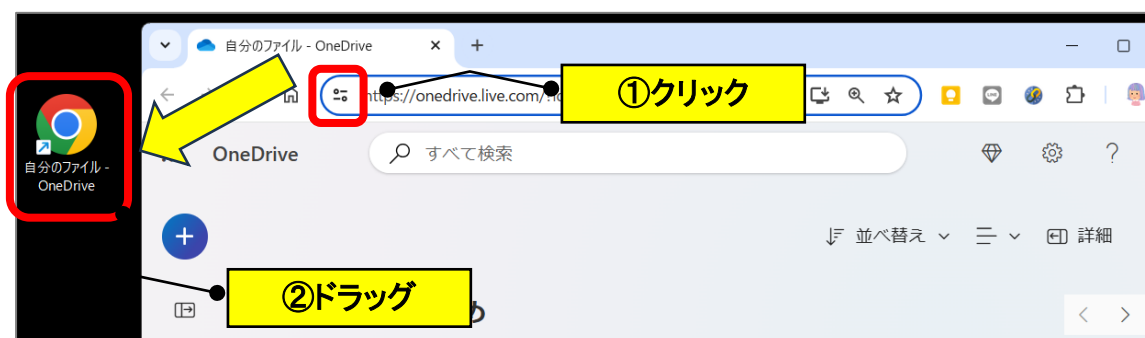 自分のファイル - OneDrive
https://onedrive.live.com/
①クリック
自分のファイル -
OneDrive
OneDrive
すべて検索
並べ替え
詳細
②ドラッグ
め